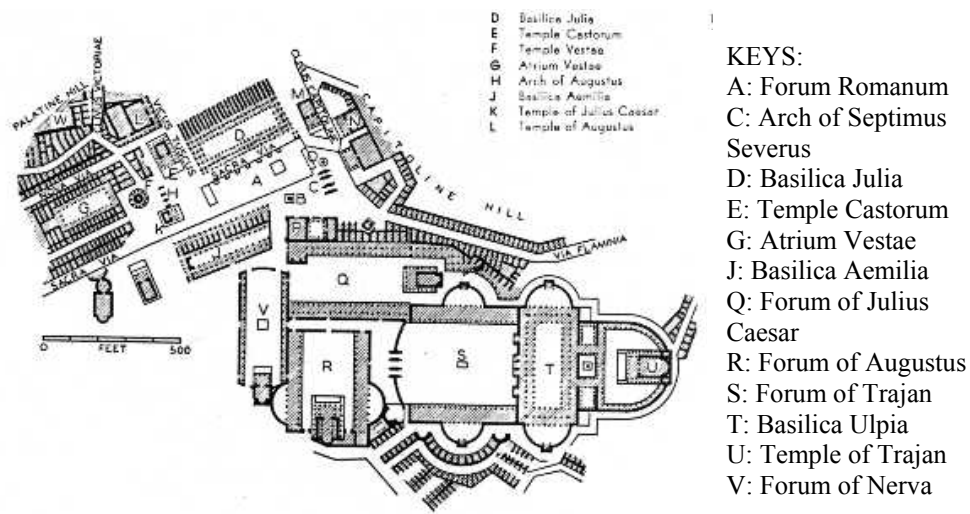 D Basilica Julia
E Temple Castorum
F Temple Vestae
G Atrium Vestae
H Arch of Augustus
J Basilica Aemilia
K Temple of Julius Caesar
L Temple of Augustus
KEYS:
A: Forum Romanum
C: Arch of Septimus
Severus
D: Basilica Julia
E: Temple Castorum
G: Atrium Vestae
J: Basilica Aemilia
Q: Forum of Julius
Caesar
R: Forum of Augustus
S: Forum of Trajan
T: Basilica Ulpia
U: Temple of Trajan
V: Forum of Nerva
PALATINE HILL
CAPITOLINE HILL
VIA FLAMINIA
SACRA VIA
W
L
M
N
D
E
F
H
A
C
B
G
J
P
Q
V
R
S
T
U
0 FEET 500